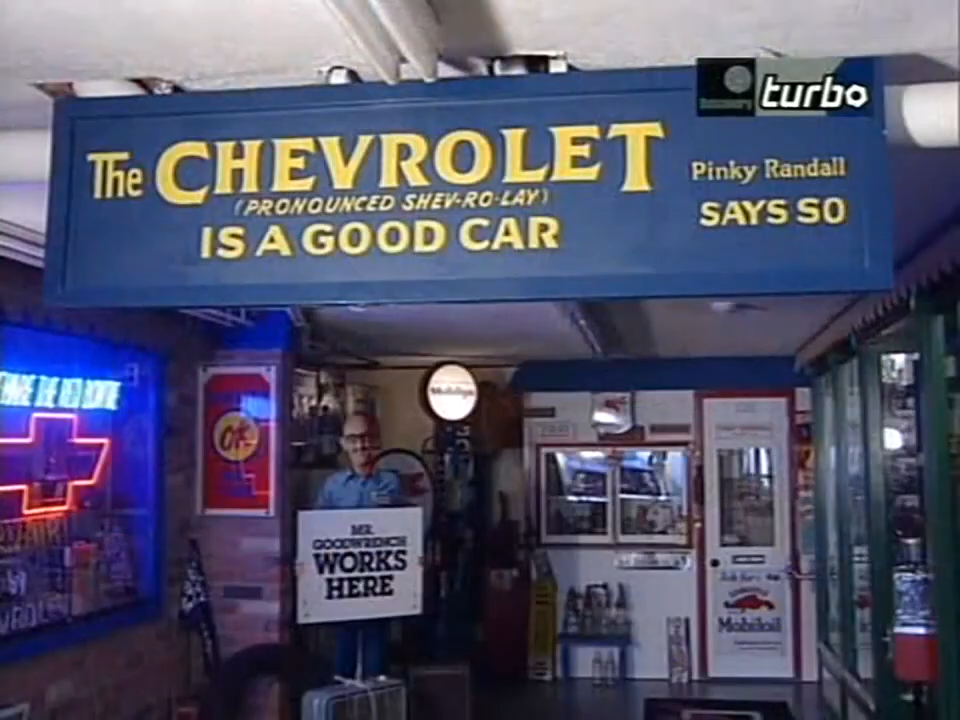 turbo
The CHEVROLET
(PRONOUNCED SHEV-RO-LAY)
IS A GOOD CAR
Pinky Randall
SAYS SO
OK
MR.
GOODWRENCH
WORKS
HERE
Mobiloil